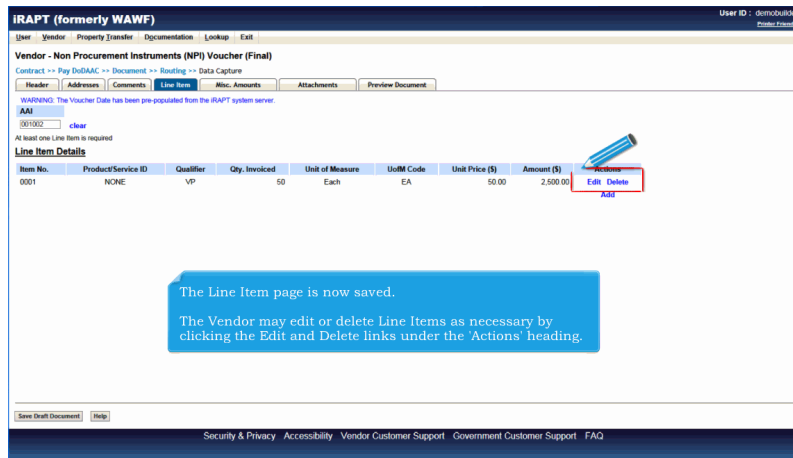 iRAPT (formerly WAWF)
User ID : demobuilde
Printer Friend
User Vendor Property Transfer Documentation Lookup Exit
Vendor - Non Procurement Instruments (NPI) Voucher (Final)
Contract >> Pay DoDAAC >> Document >> Routing >> Data Capture
Header Addresses Comments Line Item Misc. Amounts Attachments Preview Document
WARNING: The Voucher Date has been pre-populated from the iRAPT system server.
AAI
001002 clear
At least one Line Item is required
Line Item Details
Item No. Product/Service ID Qualifier Qty. Invoiced Unit of Measure UofM Code Unit Price ($) Amount ($) Actions
0001 NONE VP 50 Each EA 50.00 2,500.00 Edit Delete
Add
The Line Item page is now saved.
The Vendor may edit or delete Line Items as necessary by
clicking the Edit and Delete links under the 'Actions' heading.
Save Draft Document Help
Security & Privacy Accessibility Vendor Customer Support Government Customer Support FAQ